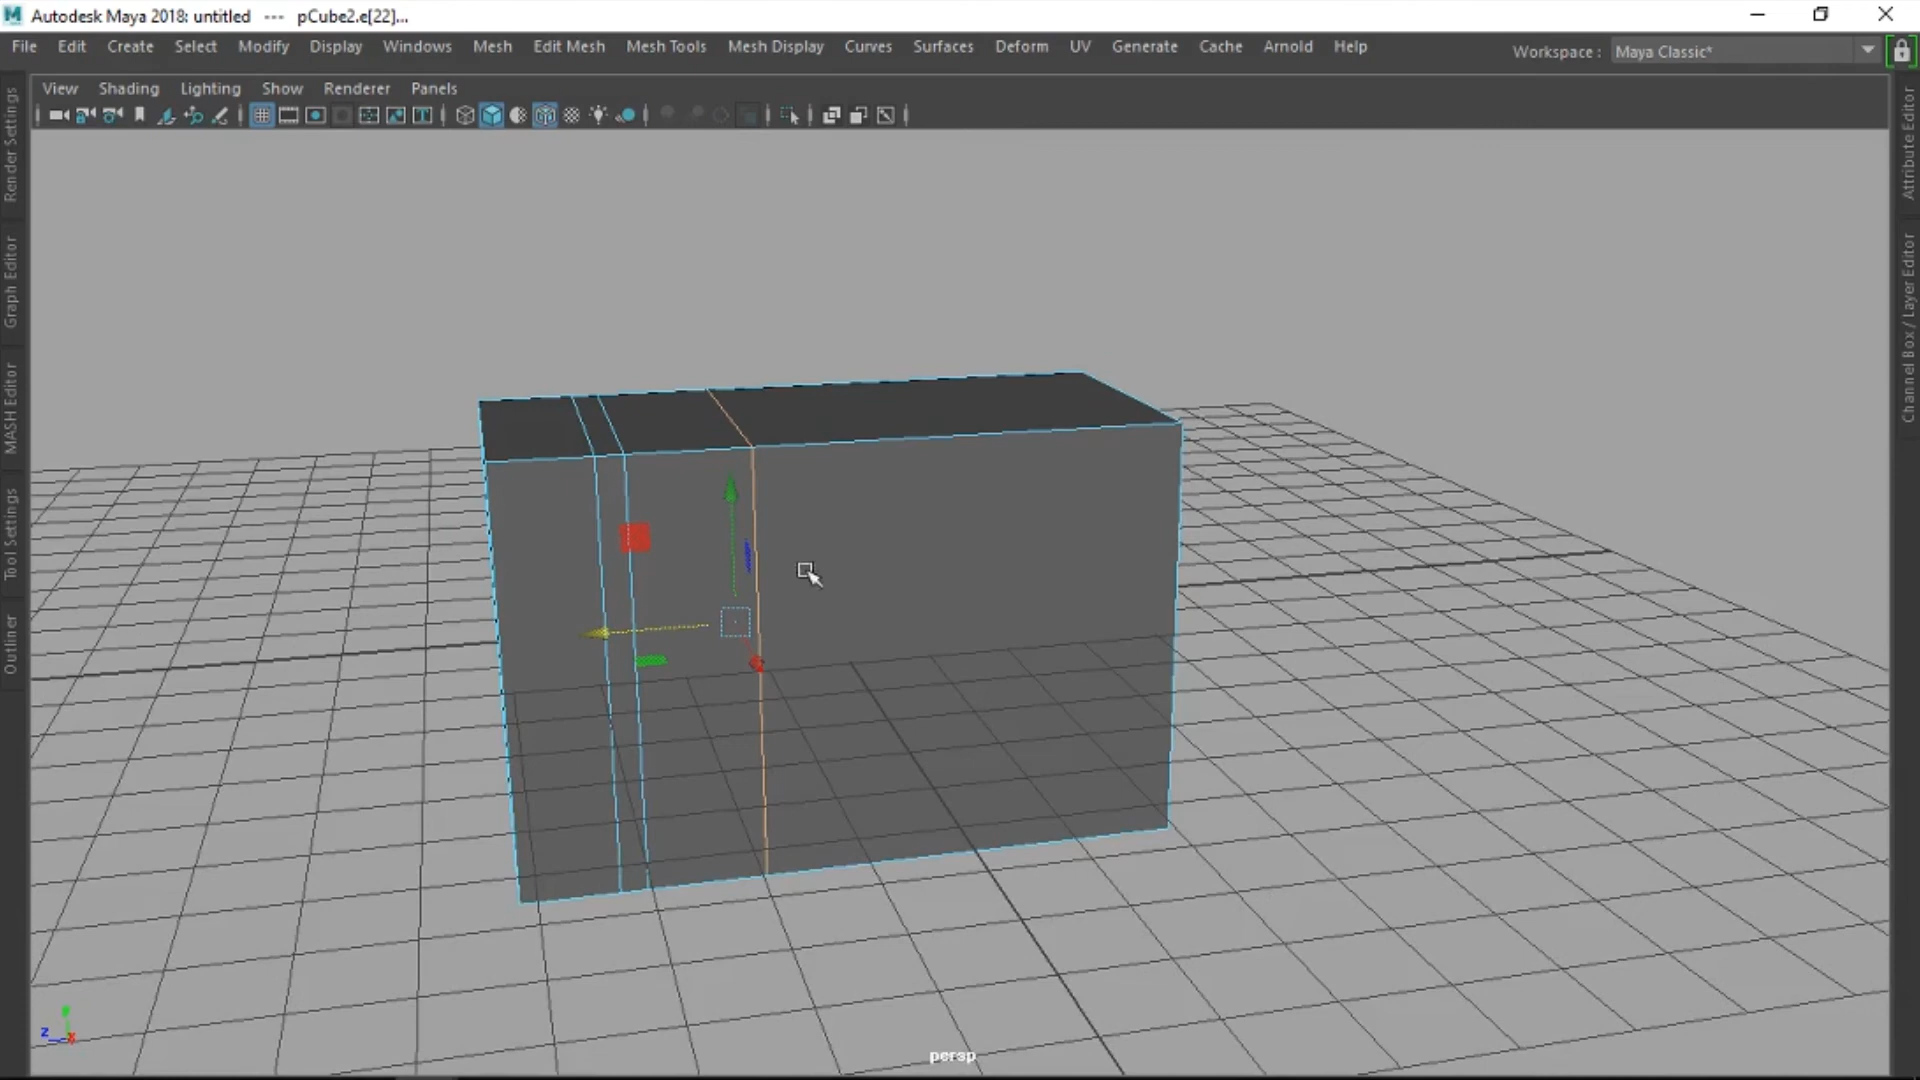 Autodesk Maya 2018: untitled --- pCube2.e[22]...
File Edit Create Select Modify Display Windows Mesh Edit Mesh Mesh Tools Mesh Display Curves Surfaces Deform UV Generate Cache Arnold Help
Workspace : Maya Classic*
View Shading Lighting Show Renderer Panels
Render Settings
Graph Editor
MASH Editor
Tool Settings
Outliner
Attribute Editor
Channel Box / Layer Editor
persp